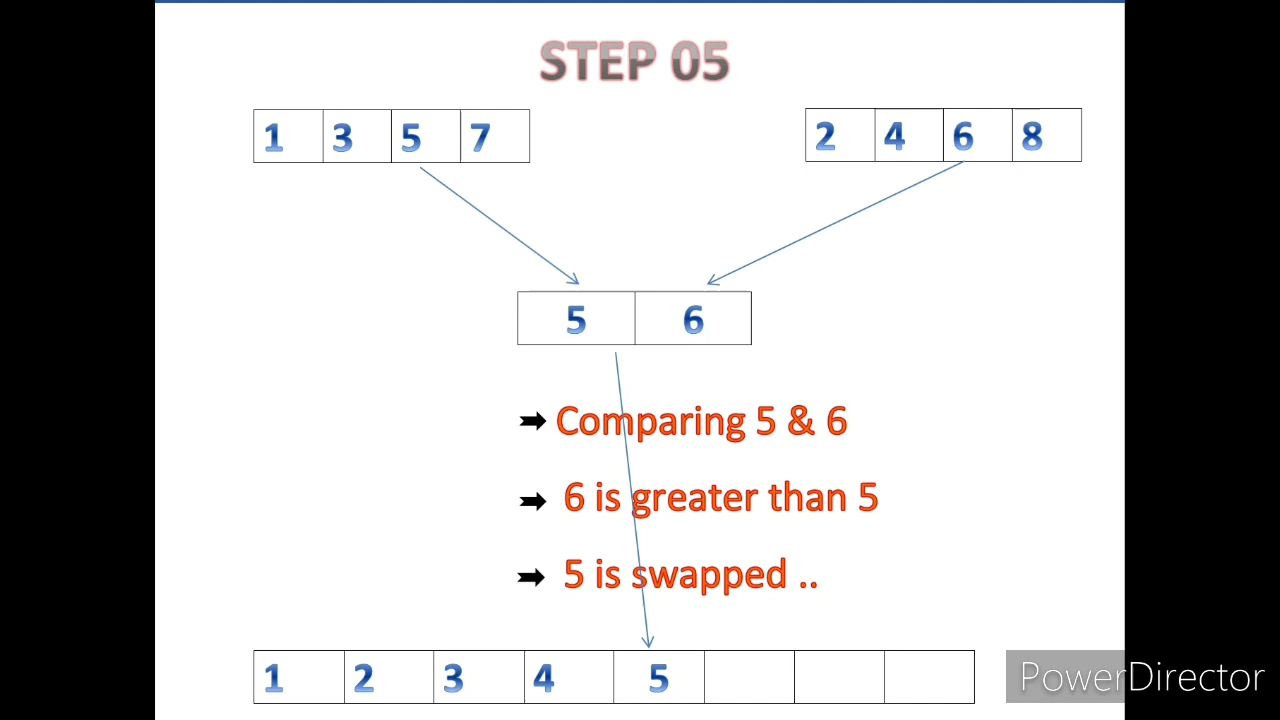 STEP 05
1 3 5 7
2 4 6 8
5 6
Comparing 5 & 6
6 is greater than 5
5 is swapped ..
1 2 3 4 5
PowerDirector